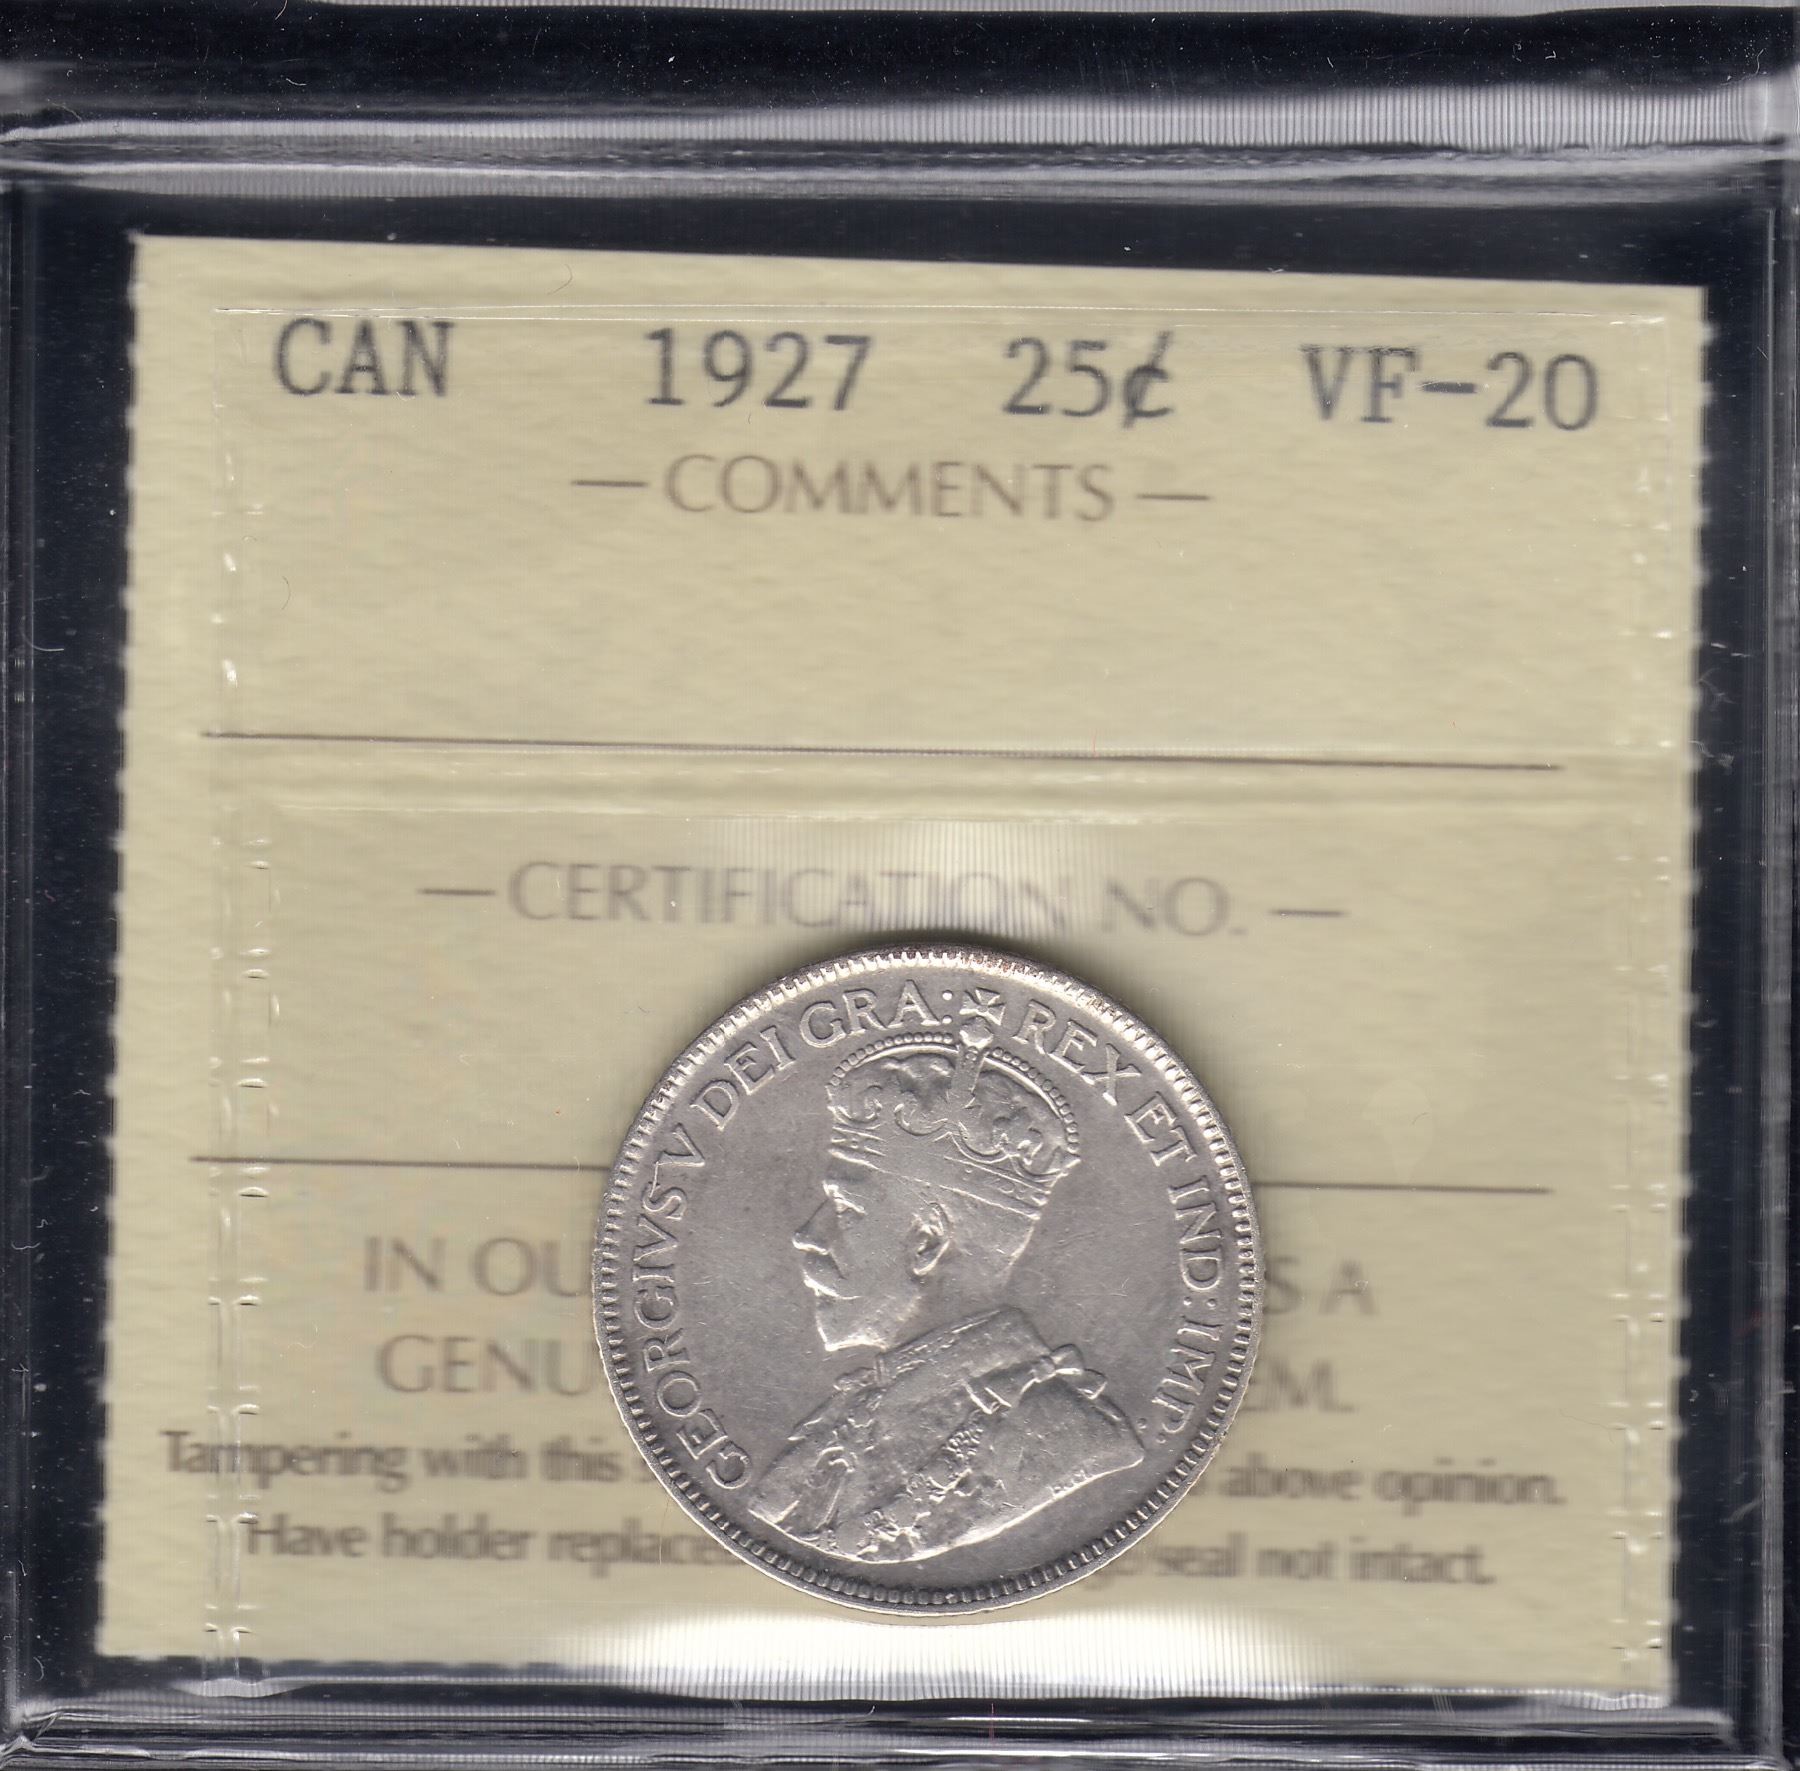 CAN 1927 25¢ VF-20
— COMMENTS —
— CERTIFICATION NO. —
GEORGIVS V DEI GRA: REX ET IND: IMP:
IN OU S A
GENU EM.
Tampering with this s above opinion.
Have holder replace seal not intact.